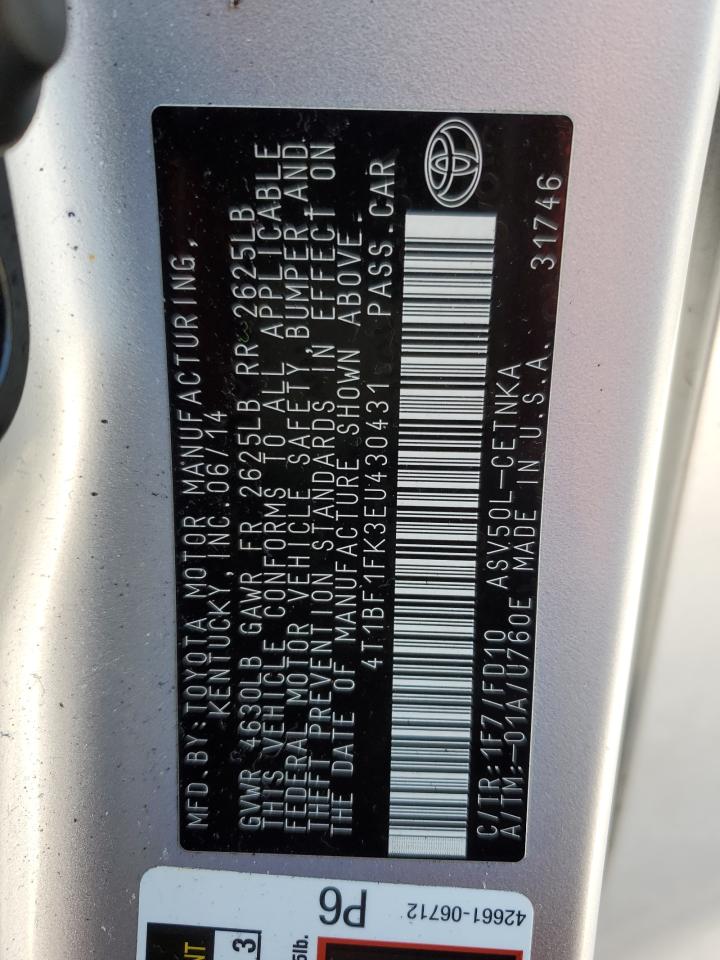 MFD.BY:TOYOTA MOTOR MANUFACTURING,
KENTUCKY, INC.06/14
GVWR 4630LB GAWR FR 2625LB RR 2625LB
THIS VEHICLE CONFORMS TO ALL APPLICABLE
FEDERAL MOTOR VEHICLE SAFETY BUMPER,AND
THEFT PREVENTION STANDARDS IN EFFECT ON
THE DATE OF MANUFACTURE SHOWN ABOVE.
4T1BF1FK3EU430431 PASS.CAR
C/TR:1F7/FD10 ASV50L-CETNKA
A/TM:-01A/U760E MADE IN U.S.A. 31746
P6
42661-06712
NT
3
5lb.